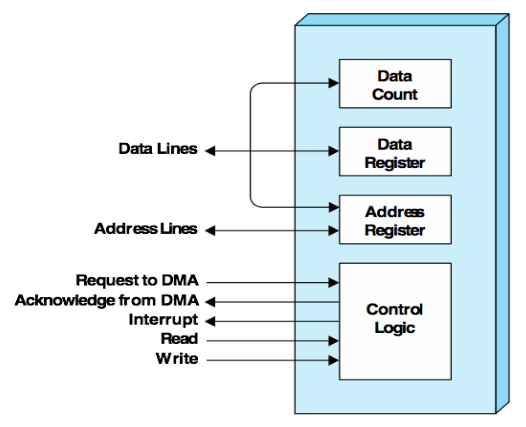 Data
Count
Data Lines
Data
Register
Address Lines
Address
Register
Request to DMA
Acknowledge from DMA
Interrupt
Read
Write
Control
Logic